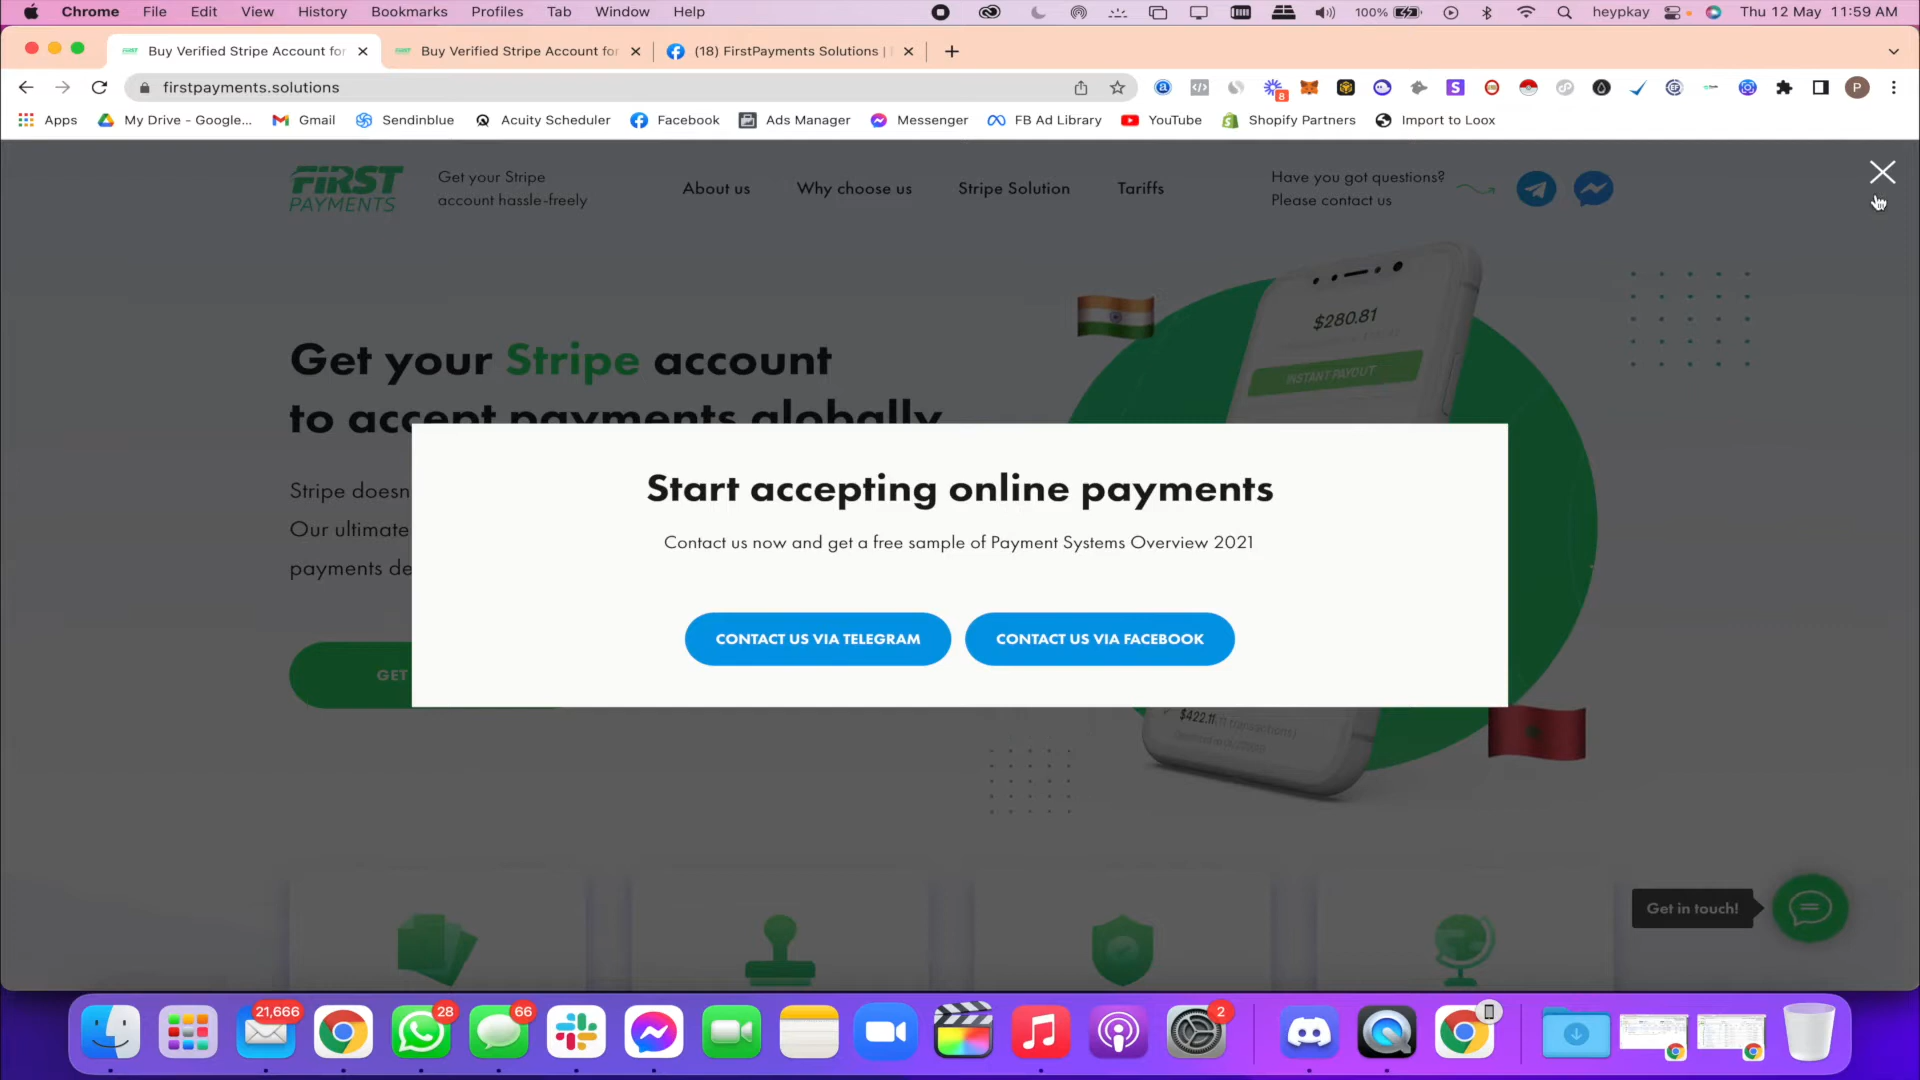 Chrome File Edit View History Bookmarks Profiles Tab Window Help 100% heypkay Thu 12 May 11:59 AM
Buy Verified Stripe Account for Buy Verified Stripe Account for (18) FirstPayments Solutions |
firstpayments.solutions
Apps My Drive - Google... Gmail Sendinblue Acuity Scheduler Facebook Ads Manager Messenger FB Ad Library YouTube Shopify Partners Import to Loox
FIRST PAYMENTS
Get your Stripe
account hassle-freely
About us Why choose us Stripe Solution Tariffs
Have you got questions?
Please contact us
$280.81
INSTANT PAYOUT
Get your Stripe account
to accept payments globally
Stripe doesn
Our ultimate
payments de
GET
Start accepting online payments
Contact us now and get a free sample of Payment Systems Overview 2021
CONTACT US VIA TELEGRAM CONTACT US VIA FACEBOOK
$422.11
Get in touch!
21,666 28 66 2